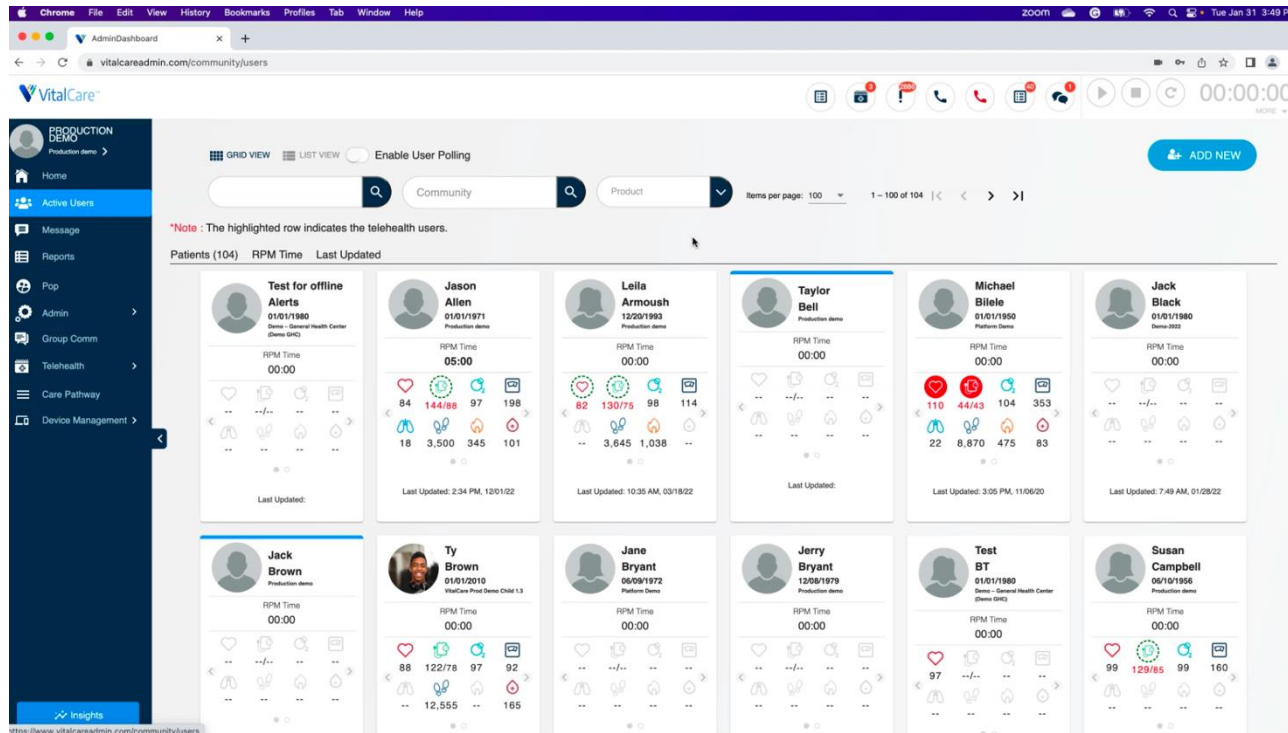 Chrome File Edit View History Bookmarks Profiles Tab Window Help zoom Tue Jan 31 3:49 P
AdminDashboard
vitalcareadmin.com/community/users
VitalCare
3 2886 40 1
00:00:00
MORE
PRODUCTION
DEMO
Production demo
Home
Active Users
Message
Reports
Pop
Admin
Group Comm
Telehealth
Care Pathway
Device Management
Insights
https://www.vitalcareadmin.com/community/users
GRID VIEW LIST VIEW Enable User Polling
ADD NEW
Community Product Items per page: 100 1 – 100 of 104
*Note : The highlighted row indicates the telehealth users.
Patients (104) RPM Time Last Updated
Test for offline
Alerts
01/01/1980
Demo – General Health Center
(Demo GHC)
RPM Time
00:00
-- --/-- -- --
-- -- -- --
Last Updated:
Jason
Allen
01/01/1971
Production demo
RPM Time
05:00
84 144/88 97 198
18 3,500 345 101
Last Updated: 2:34 PM, 12/01/22
Leila
Armoush
12/20/1993
Production demo
RPM Time
00:00
82 130/75 98 114
-- 3,645 1,038 --
Last Updated: 10:35 AM, 03/18/22
Taylor
Bell
Production demo
RPM Time
00:00
-- --/-- -- --
-- -- -- --
Last Updated:
Michael
Bilele
01/01/1950
Platform Demo
RPM Time
00:00
110 44/43 104 353
22 8,870 475 83
Last Updated: 3:05 PM, 11/06/20
Jack
Black
01/01/1980
Demo-2022
RPM Time
00:00
-- --/-- -- --
-- -- -- --
Last Updated: 7:49 AM, 01/28/22
Jack
Brown
Production demo
RPM Time
00:00
-- --/-- -- --
-- -- -- --
Ty
Brown
01/01/2010
VitalCare Prod Demo Child 1.3
RPM Time
00:00
88 122/78 97 92
-- 12,555 -- 165
Jane
Bryant
06/09/1972
Platform Demo
RPM Time
00:00
-- --/-- -- --
-- -- -- --
Jerry
Bryant
12/08/1979
Production demo
RPM Time
00:00
-- --/-- -- --
-- -- -- --
Test
BT
01/01/1980
Demo – General Health Center
(Demo GHC)
RPM Time
00:00
97 --/-- -- --
-- -- -- --
Susan
Campbell
06/10/1956
Production demo
RPM Time
00:00
99 129/85 99 160
-- -- -- --